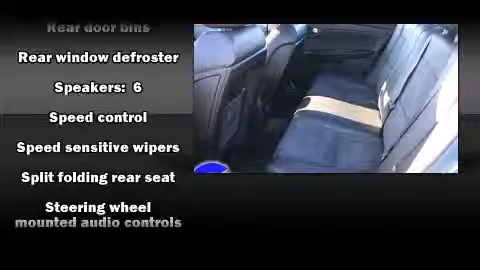 Rear door bins
Rear window defroster
Speakers: 6
Speed control
Speed sensitive wipers
Split folding rear seat
Steering wheel
mounted audio controls